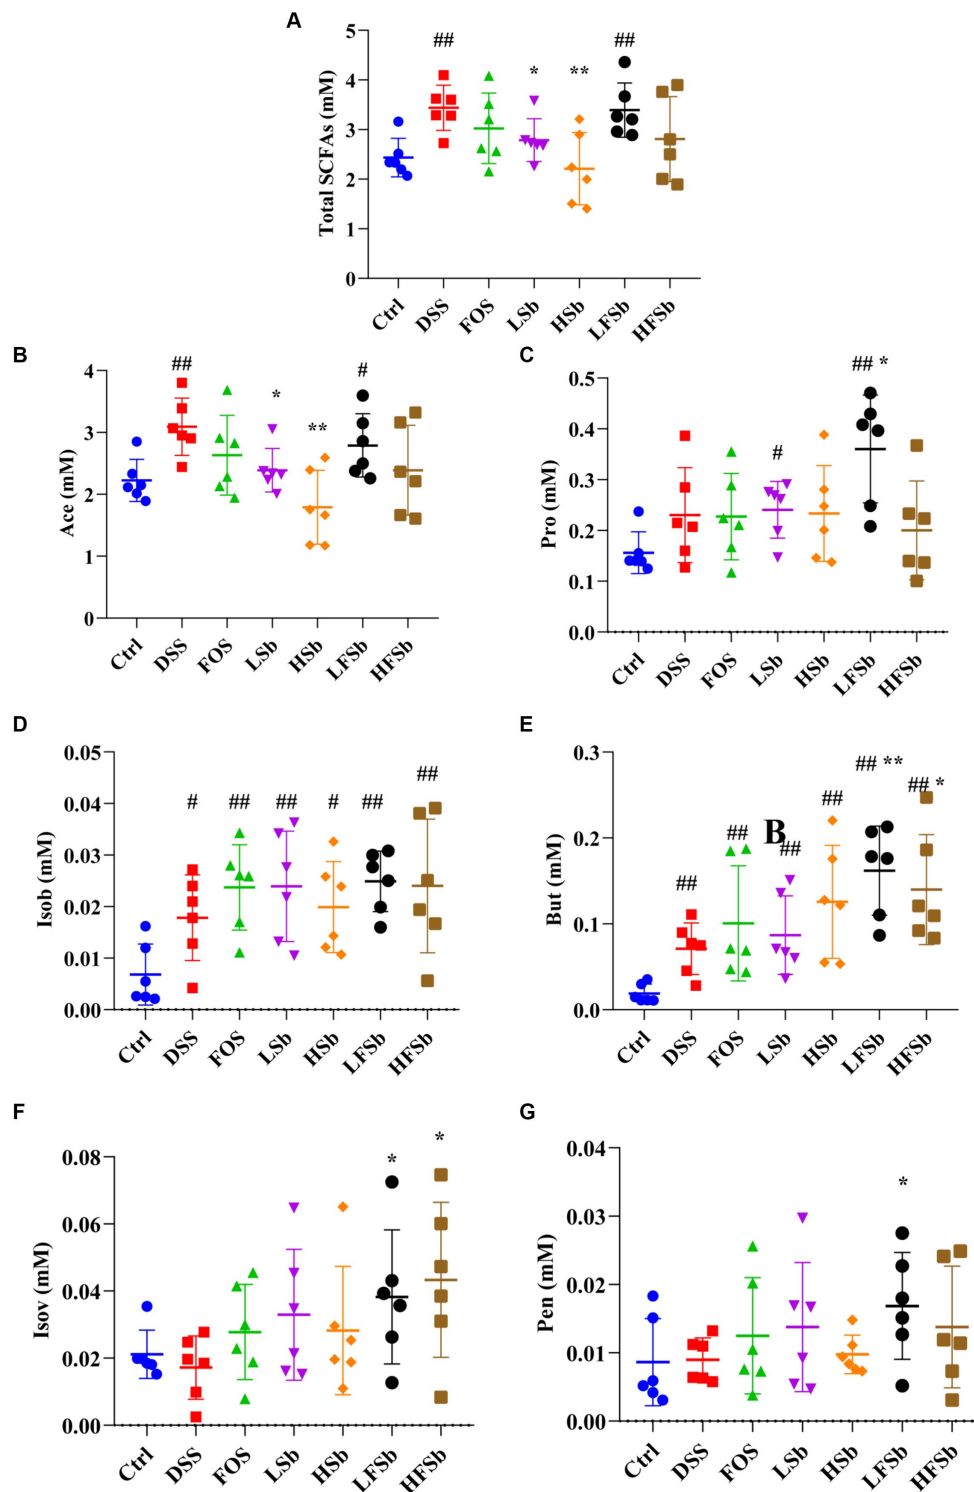 A
Total SCFAs (mM)
5
4
3
2
1
0
## * ** ##
Ctrl DSS FOS LSb HSb LFSb HFSb
B
Ace (mM)
4
3
2
1
0
## * ** #
Ctrl DSS FOS LSb HSb LFSb HFSb
C
Pro (mM)
0.5
0.4
0.3
0.2
0.1
0.0
# ## *
Ctrl DSS FOS LSb HSb LFSb HFSb
D
Isob (mM)
0.05
0.04
0.03
0.02
0.01
0.00
# ## ## # ## ##
Ctrl DSS FOS LSb HSb LFSb HFSb
E
But (mM)
0.3
0.2
0.1
0.0
## ## B ## ## ## ** ## *
Ctrl DSS FOS LSb HSb LFSb HFSb
F
Isov (mM)
0.08
0.06
0.04
0.02
0.00
* *
Ctrl DSS FOS LSb HSb LFSb HFSb
G
Pen (mM)
0.04
0.03
0.02
0.01
0.00
*
Ctrl DSS FOS LSb HSb LFSb HFSb